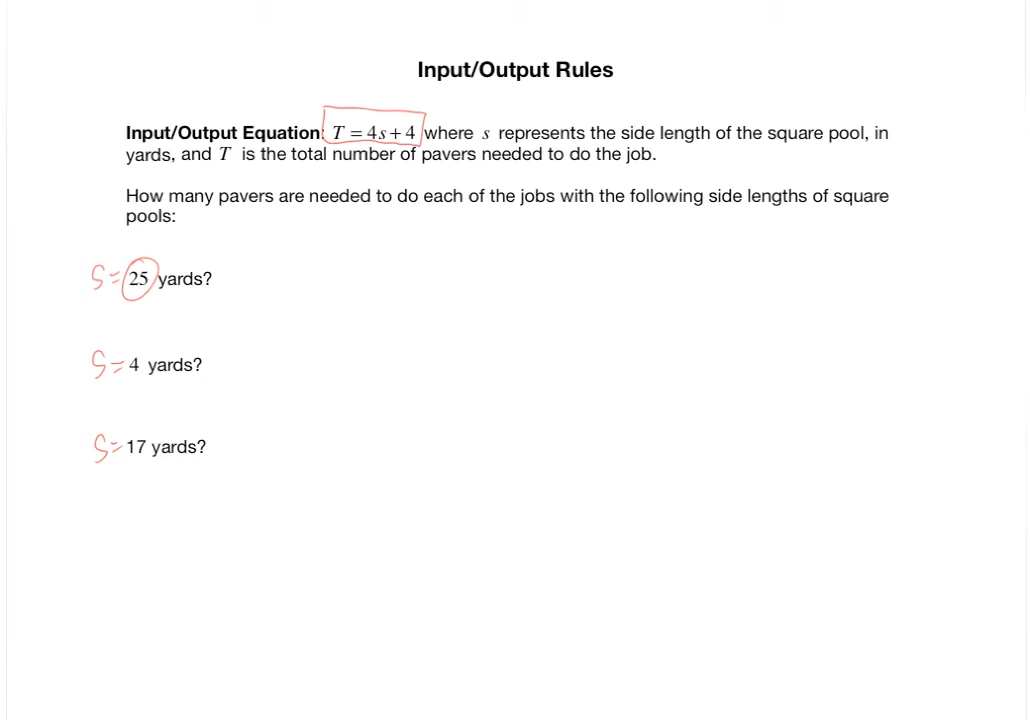 Input/Output Rules
Input/Output Equation: T = 4s + 4 where s represents the side length of the square pool, in
yards, and T is the total number of pavers needed to do the job.
How many pavers are needed to do each of the jobs with the following side lengths of square
pools:
S = 25 yards?
S = 4 yards?
S = 17 yards?